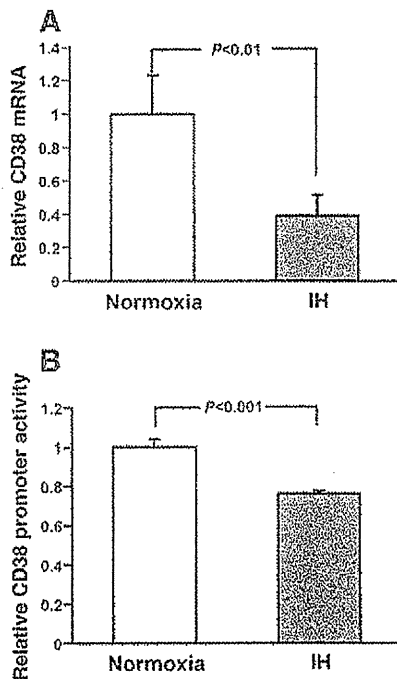 A
Relative CD38 mRNA
1.4
1.2
1
0.8
0.6
0.4
0.2
0
P<0.01
Normoxia
IH
B
Relative CD38 promoter activity
1.2
1
0.8
0.6
0.4
0.2
0
P<0.001
Normoxia
IH